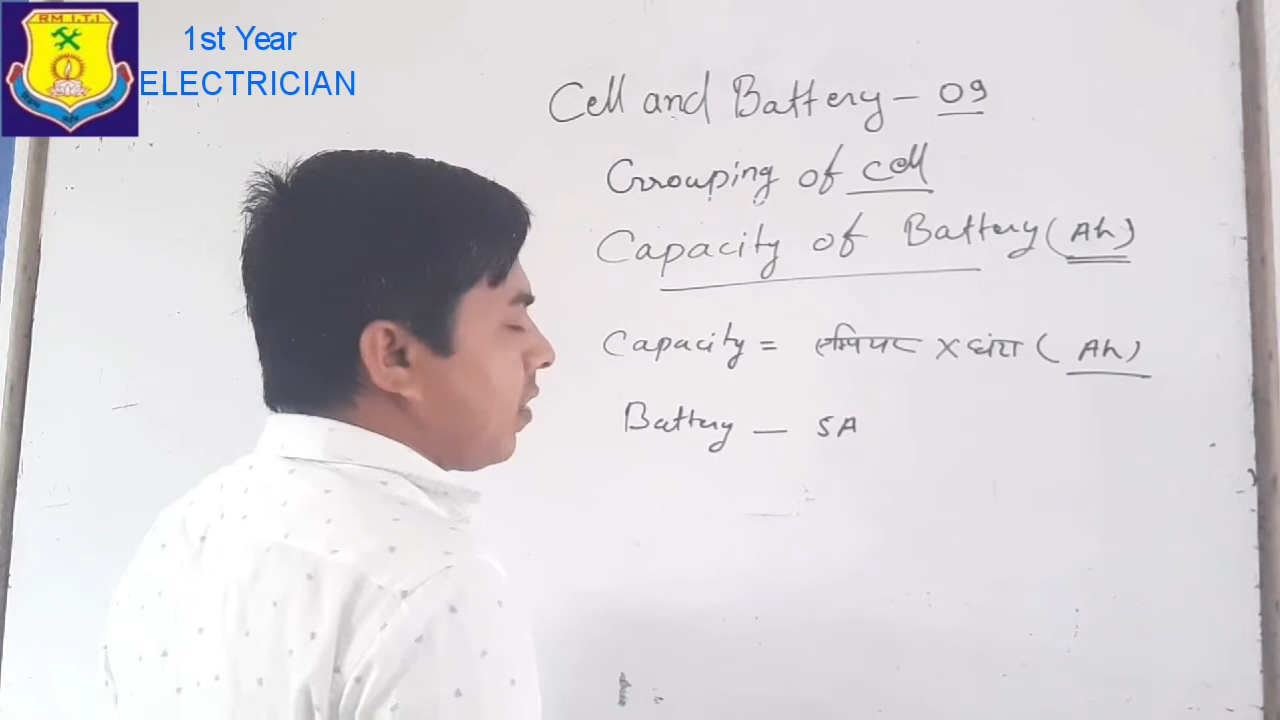 RM I.T.I
1st Year
ELECTRICIAN
Cell and Battery - 09
Grouping of cell
Capacity of Battery (Ah)
Capacity = एम्पियर × घंटा (Ah)
Battery - 5A